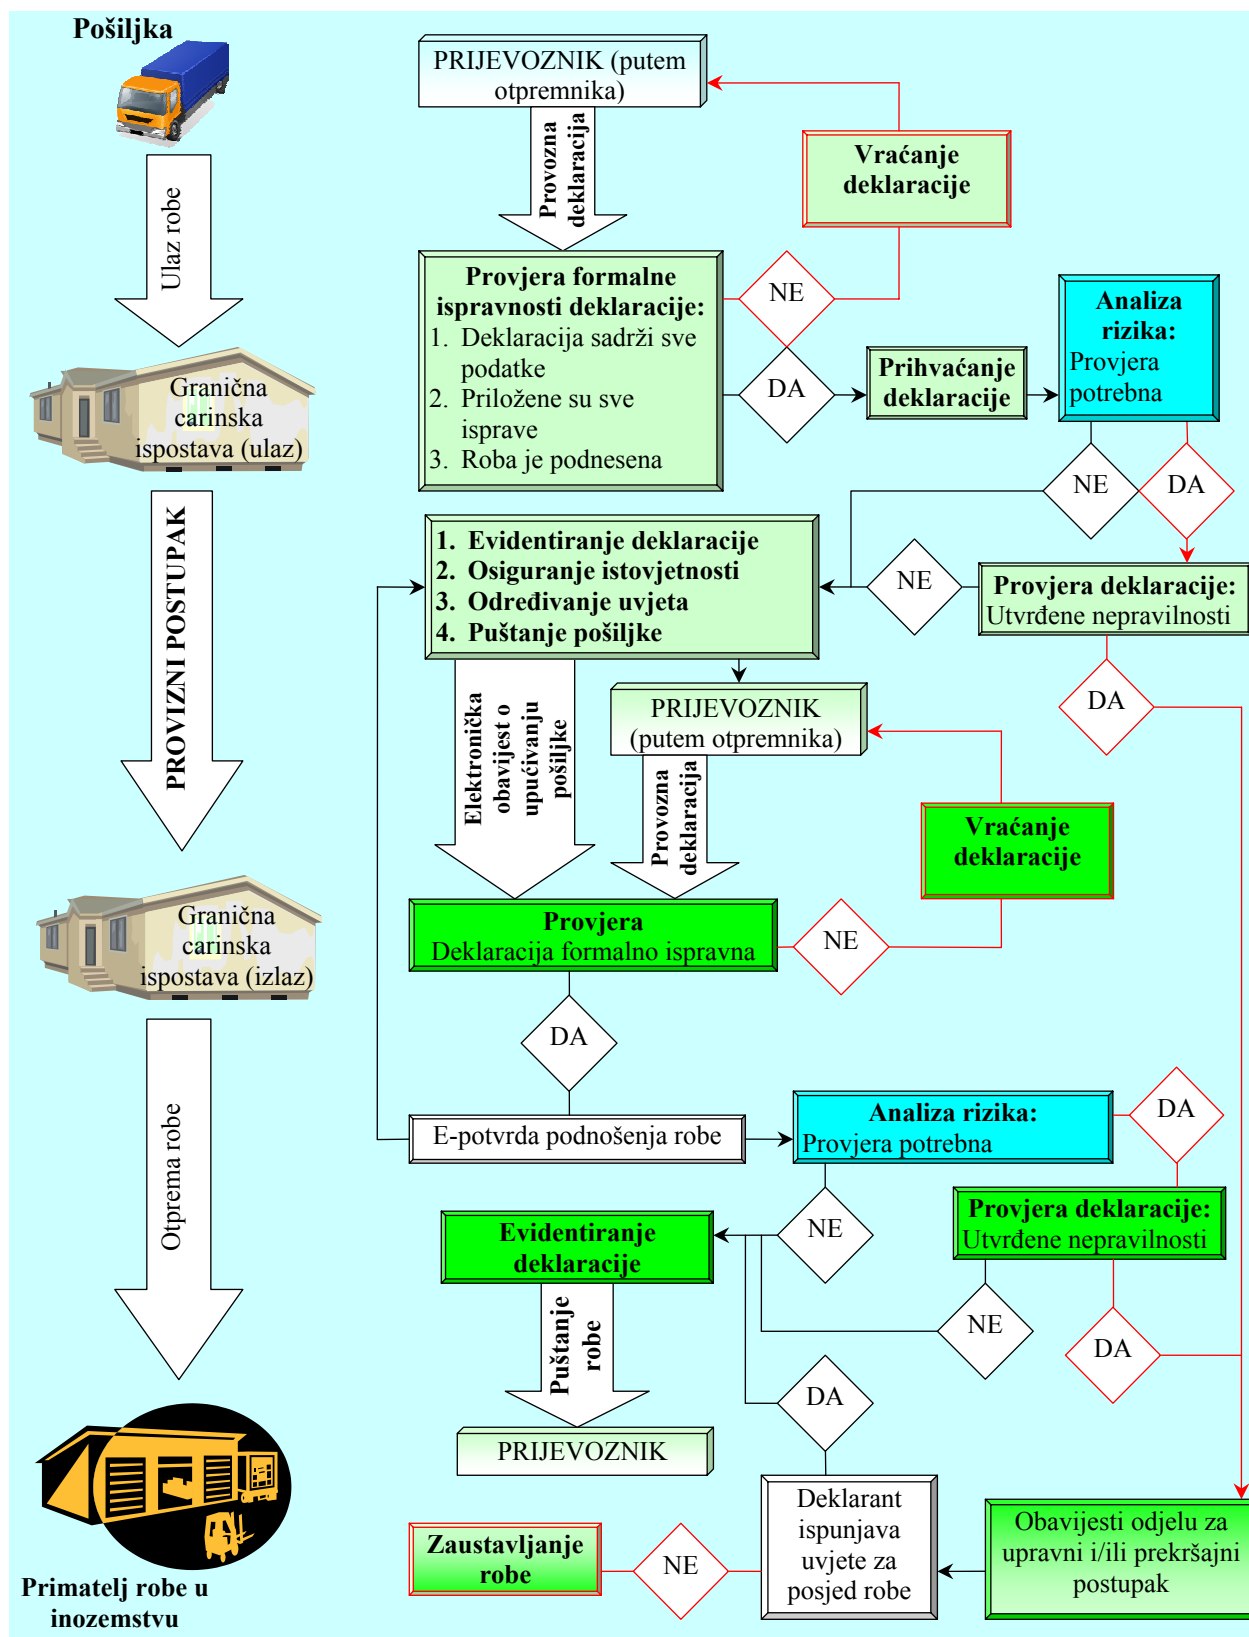 Pošiljka
Ulaz robe
Granična
carinska
ispostava (ulaz)
PROVIZNI POSTUPAK
Granična
carinska
ispostava (izlaz)
Otprema robe
Primatelj robe u
inozemstvu
PRIJEVOZNIK (putem
otpremnika)
Provozna
deklaracija
Vraćanje
deklaracije
Provjera formalne
ispravnosti deklaracije:
1. Deklaracija sadrži sve
podatke
2. Priložene su sve
isprave
3. Roba je podnesena
NE
DA
Prihvaćanje
deklaracije
Analiza
rizika:
Provjera
potrebna
NE
DA
1. Evidentiranje deklaracije
2. Osiguranje istovjetnosti
3. Određivanje uvjeta
4. Puštanje pošiljke
NE
Provjera deklaracije:
Utvrđene nepravilnosti
DA
Elektronička
obavijest o
upućivanju
pošiljke
PRIJEVOZNIK
(putem otpremnika)
Provozna
deklaracija
Vraćanje
deklaracije
Provjera
Deklaracija formalno ispravna
NE
DA
E-potvrda podnošenja robe
Analiza rizika:
Provjera potrebna
DA
NE
Provjera deklaracije:
Utvrđene nepravilnosti
Evidentiranje
deklaracije
NE
DA
Puštanje
robe
DA
PRIJEVOZNIK
Deklarant
ispunjava
uvjete za
posjed robe
Obavijesti odjelu za
upravni i/ili prekršajni
postupak
NE
Zaustavljanje
robe